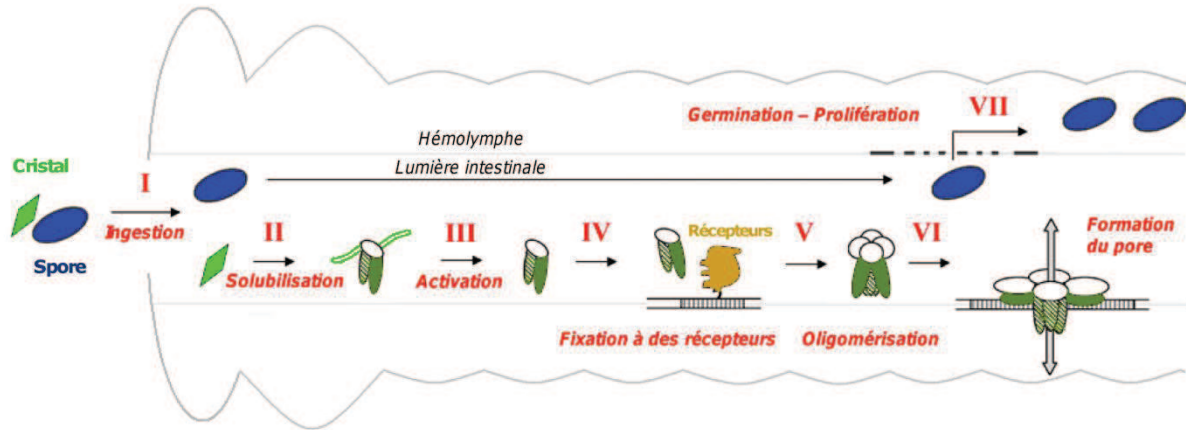 Germination – Prolifération
VII
Hémolymphe
Lumière intestinale
Cristal
I
Ingestion
Spore
II
Solubilisation
III
Activation
IV
Récepteurs
V
VI
Formation
du pore
Fixation à des récepteurs
Oligomérisation